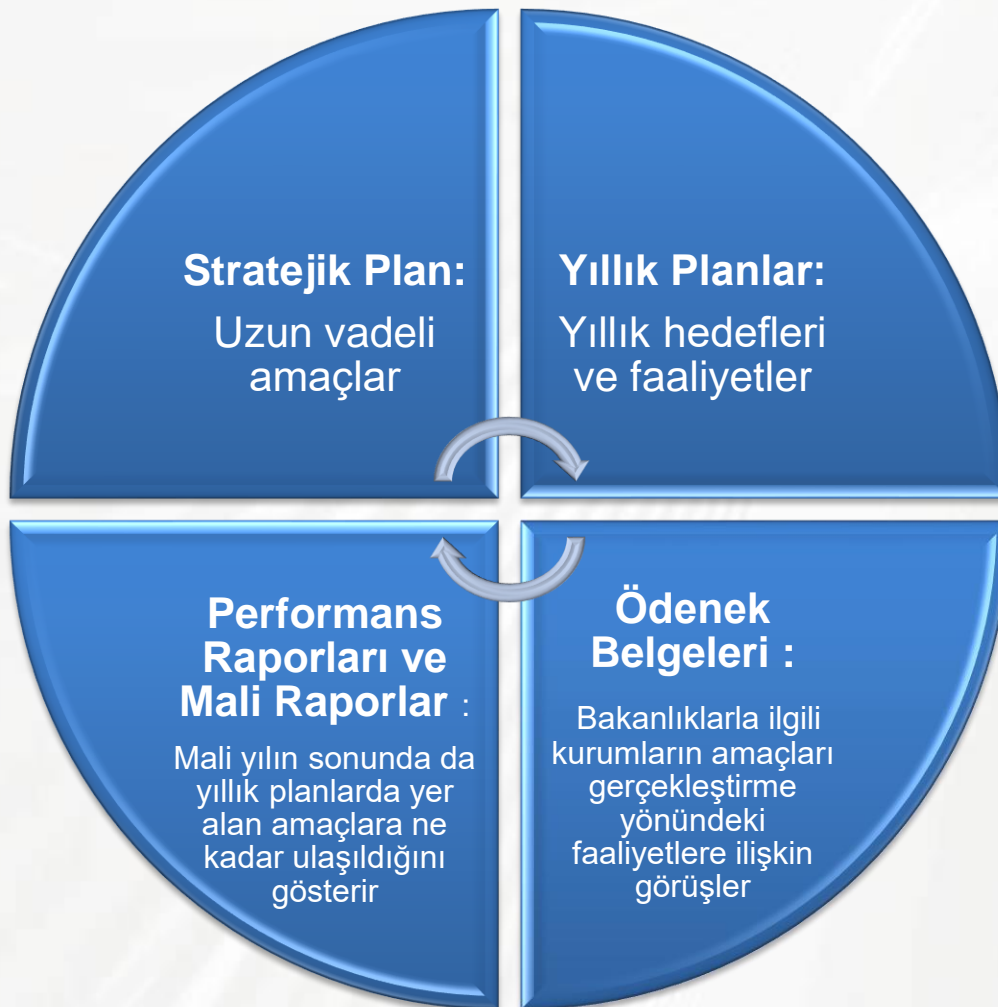 Stratejik Plan:
Uzun vadeli
amaçlar
Yıllık Planlar:
Yıllık hedefleri
ve faaliyetler
Performans
Raporları ve
Mali Raporlar :
Mali yılın sonunda da
yıllık planlarda yer
alan amaçlara ne
kadar ulaşıldığını
gösterir
Ödenek
Belgeleri :
Bakanlıklarla ilgili
kurumların amaçları
gerçekleştirme
yönündeki
faaliyetlere ilişkin
görüşler